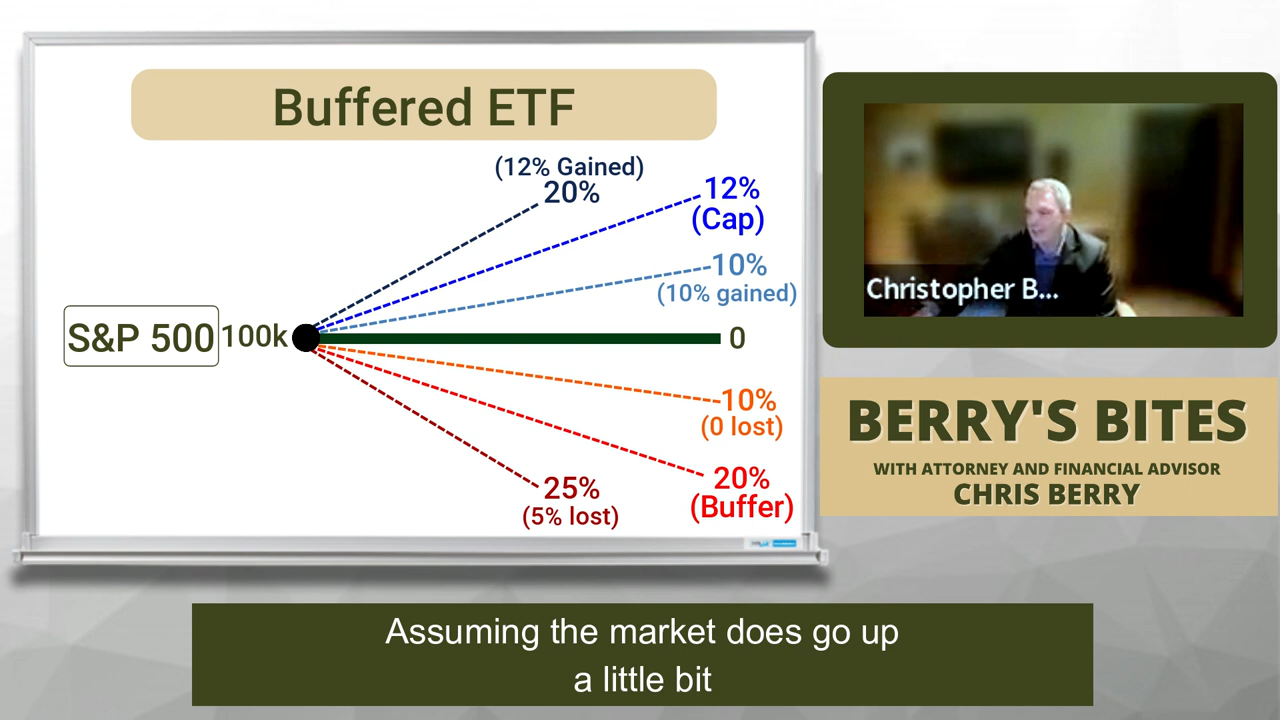 Buffered ETF
(12% Gained)
20%
12%
(Cap)
10%
(10% gained)
S&P 500
100k
0
10%
(0 lost)
20%
(Buffer)
25%
(5% lost)
Christopher B...
BERRY'S BITES
WITH ATTORNEY AND FINANCIAL ADVISOR
CHRIS BERRY
Assuming the market does go up
a little bit